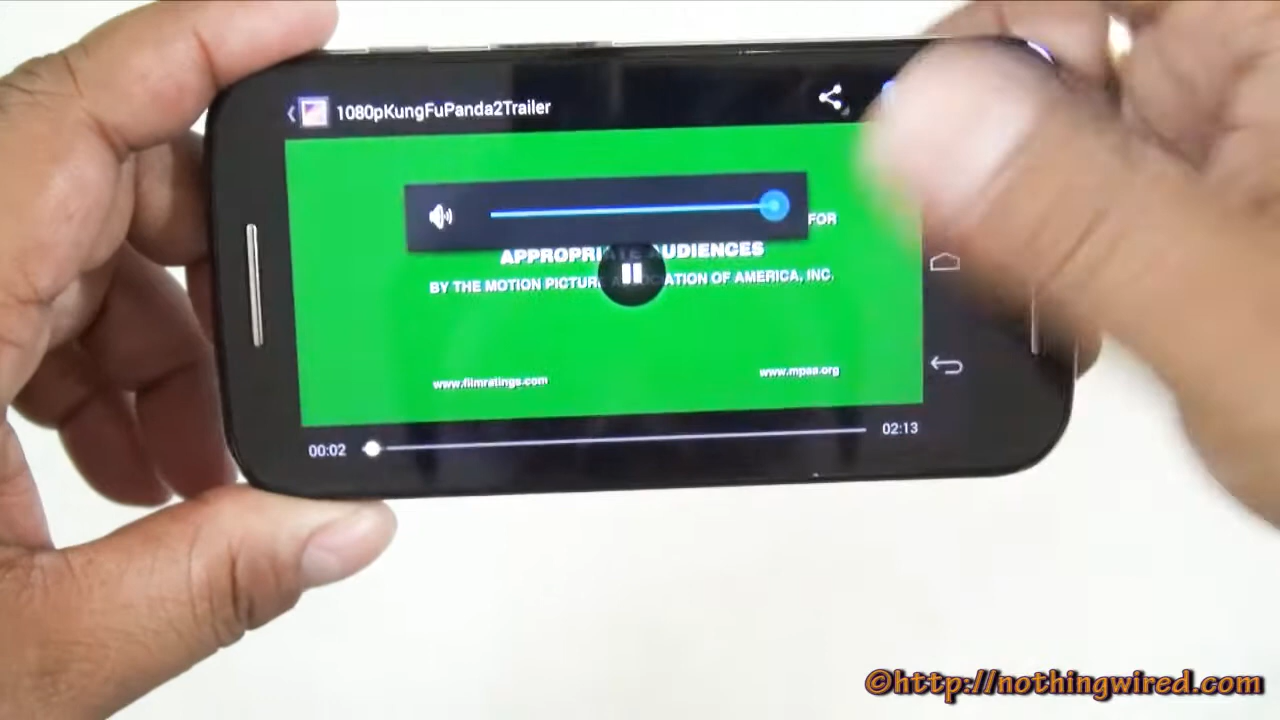 1080pKungFuPanda2Trailer
FOR
APPROPRIATE AUDIENCES
BY THE MOTION PICTURE ASSOCIATION OF AMERICA, INC.
www.filmratings.com
www.mpaa.org
00:02
02:13
©http://nothingwired.com